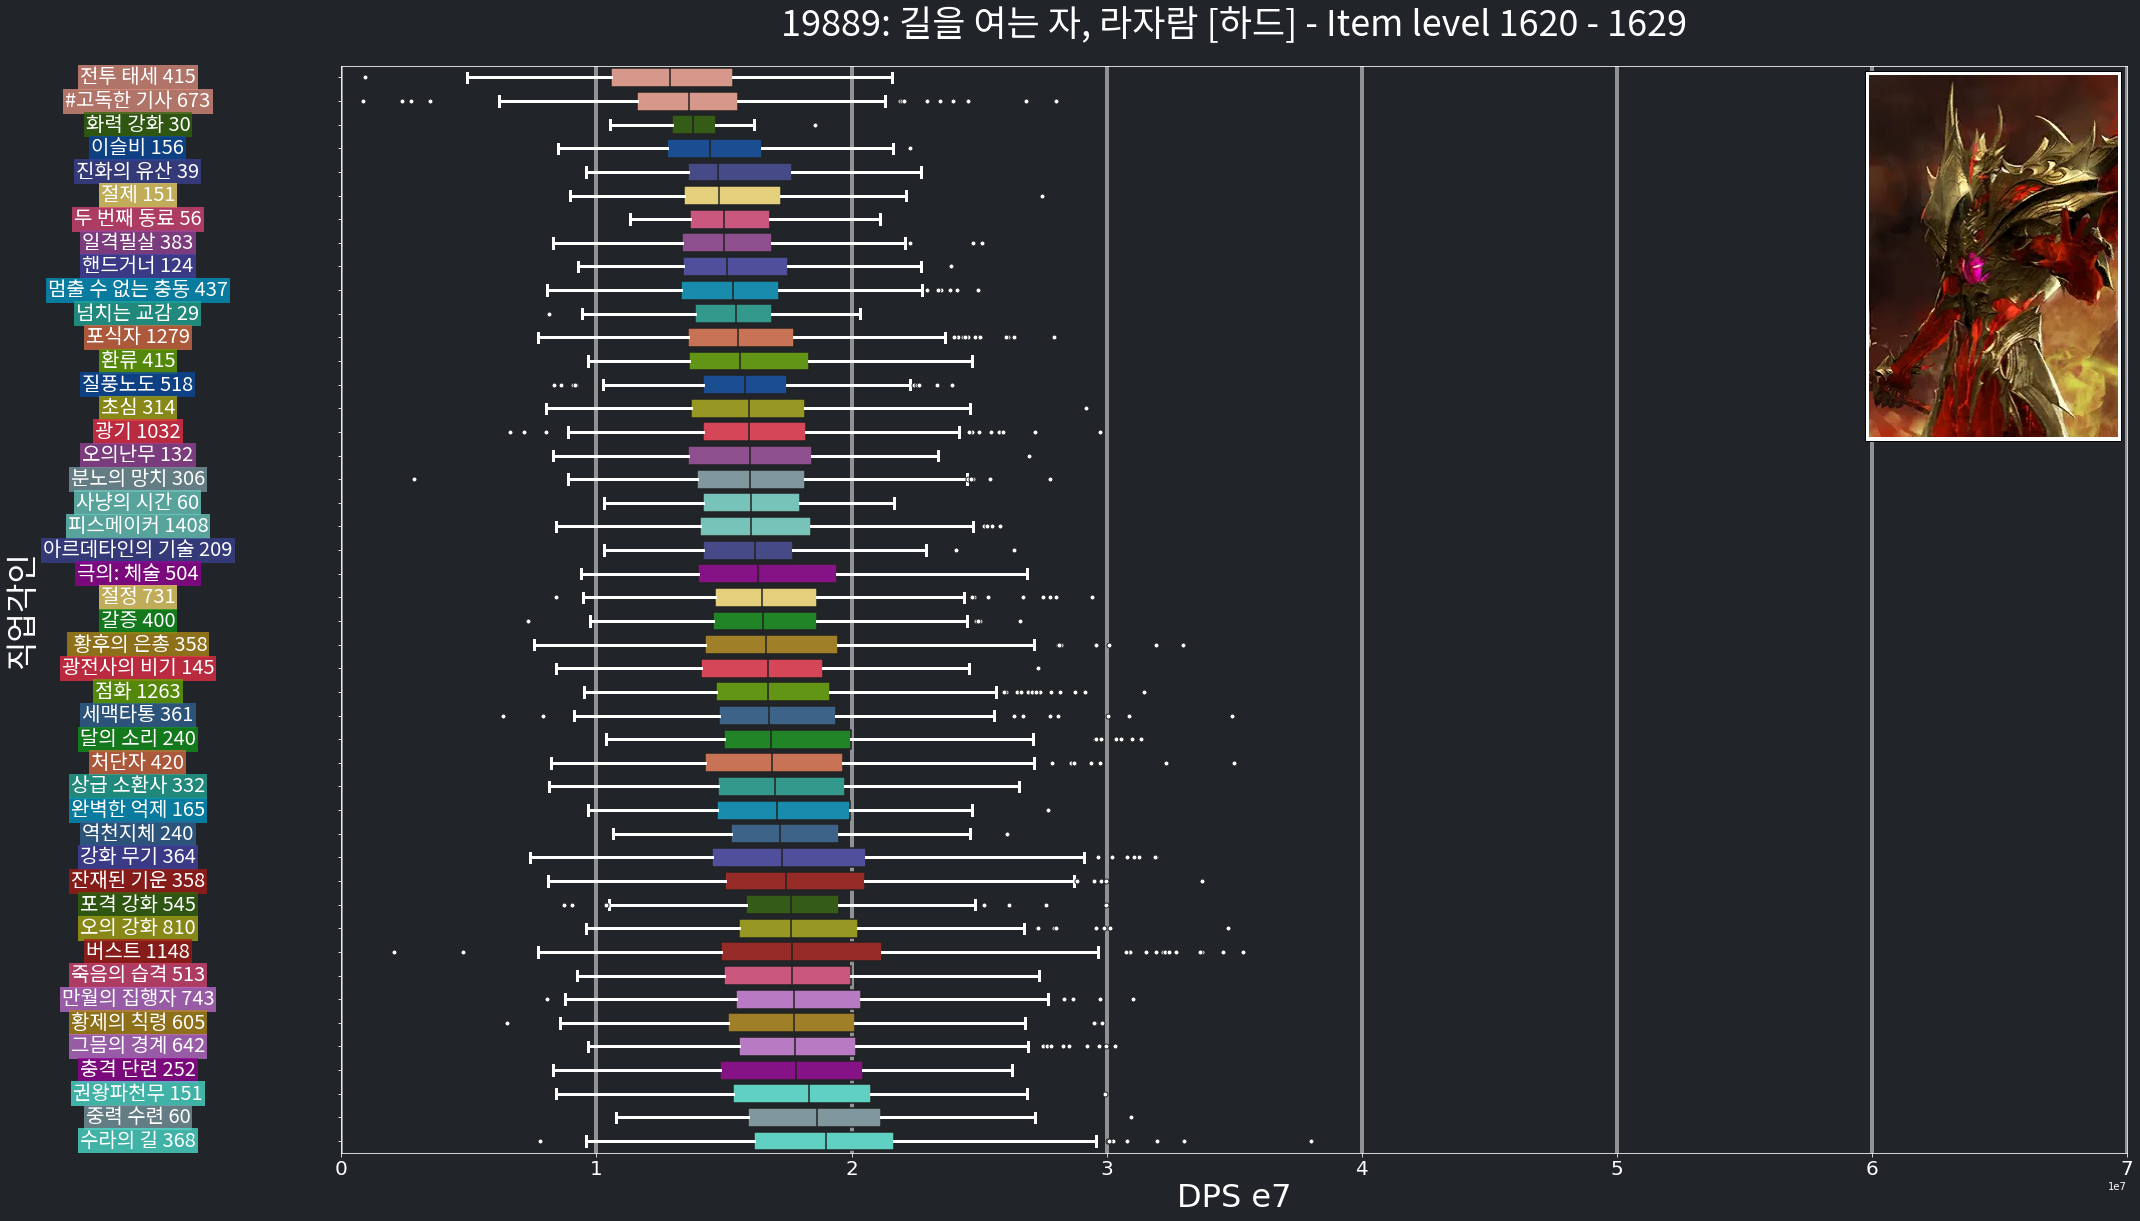 19889: 길을 여는 자, 라자람 [하드] - Item level 1620 - 1629
직업각인
전투 태세 415
#고독한 기사 673
화력 강화 30
이슬비 156
진화의 유산 39
절제 151
두 번째 동료 56
일격필살 383
핸드거너 124
멈출 수 없는 충동 437
넘치는 교감 29
포식자 1279
환류 415
질풍노도 518
초심 314
광기 1032
오의난무 132
분노의 망치 306
사냥의 시간 60
피스메이커 1408
아르데타인의 기술 209
극의: 체술 504
절정 731
갈증 400
황후의 은총 358
광전사의 비기 145
점화 1263
세맥타통 361
달의 소리 240
처단자 420
상급 소환사 332
완벽한 억제 165
역천지체 240
강화 무기 364
잔재된 기운 358
포격 강화 545
오의 강화 810
버스트 1148
죽음의 습격 513
만월의 집행자 743
황제의 칙령 605
그믐의 경계 642
충격 단련 252
권왕파천무 151
중력 수련 60
수라의 길 368
0 1 2 3 4 5 6 7
1e7
DPS e7